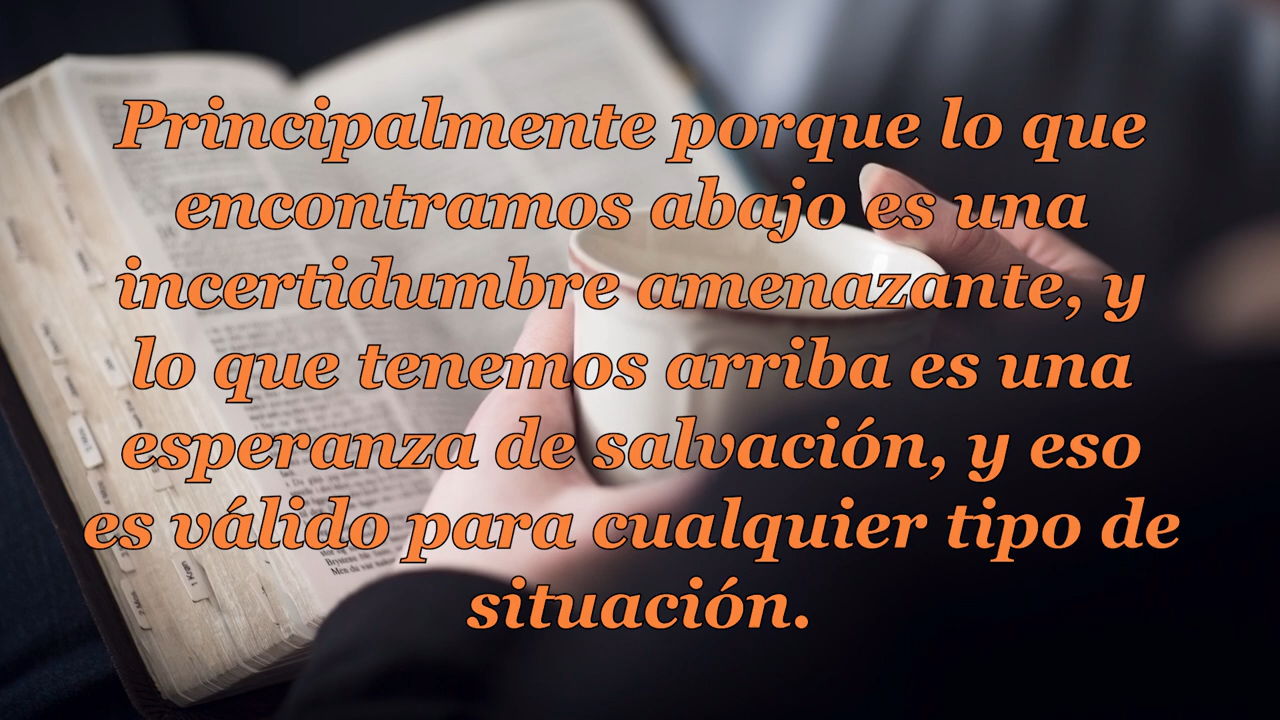 Principalmente porque lo que
encontramos abajo es una
incertidumbre amenazante, y
lo que tenemos arriba es una
esperanza de salvación, y eso
es válido para cualquier tipo de
situación.